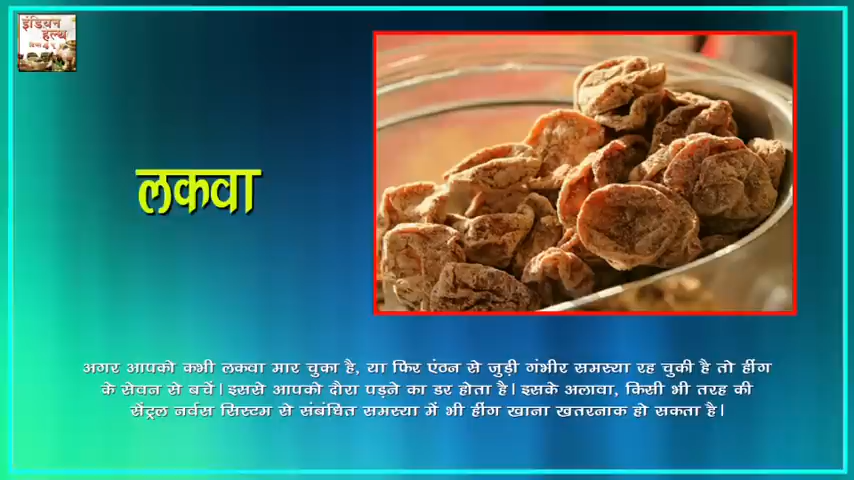 इंडियन
हेल्थ
लकवा
अगर आपको कभी लकवा मार चुका है, या फिर एंठन से जुड़ी गंभीर समस्या रह चुकी है तो हींग
के सेवन से बचें। इससे आपको दौरा पड़ने का डर होता है। इसके अलावा, किसी भी तरह की
सेंट्रल नर्वस सिस्टम से संबंधित समस्या में भी हींग खाना खतरनाक हो सकता है।